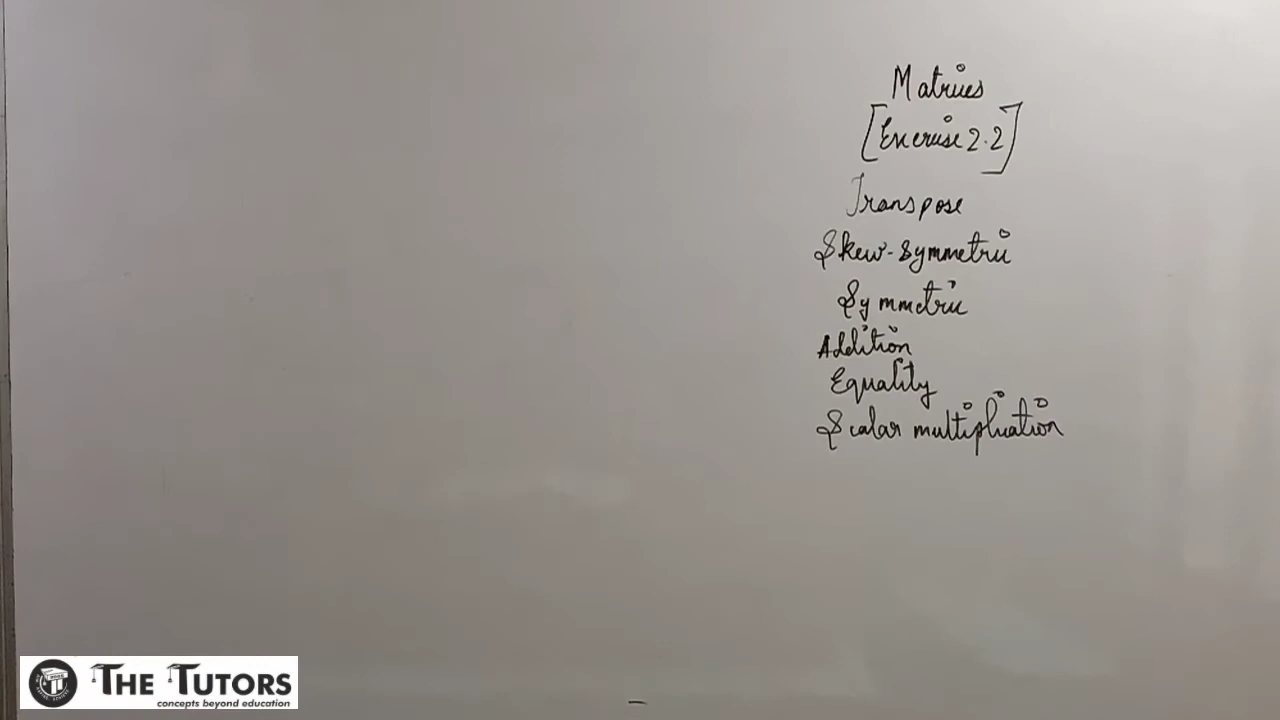 Matrices
[Exercise 2.2]
Transpose
Skew-Symmetric
Symmetric
Addition
Equality
Scalar multiplication
THE TUTORS
concepts beyond education